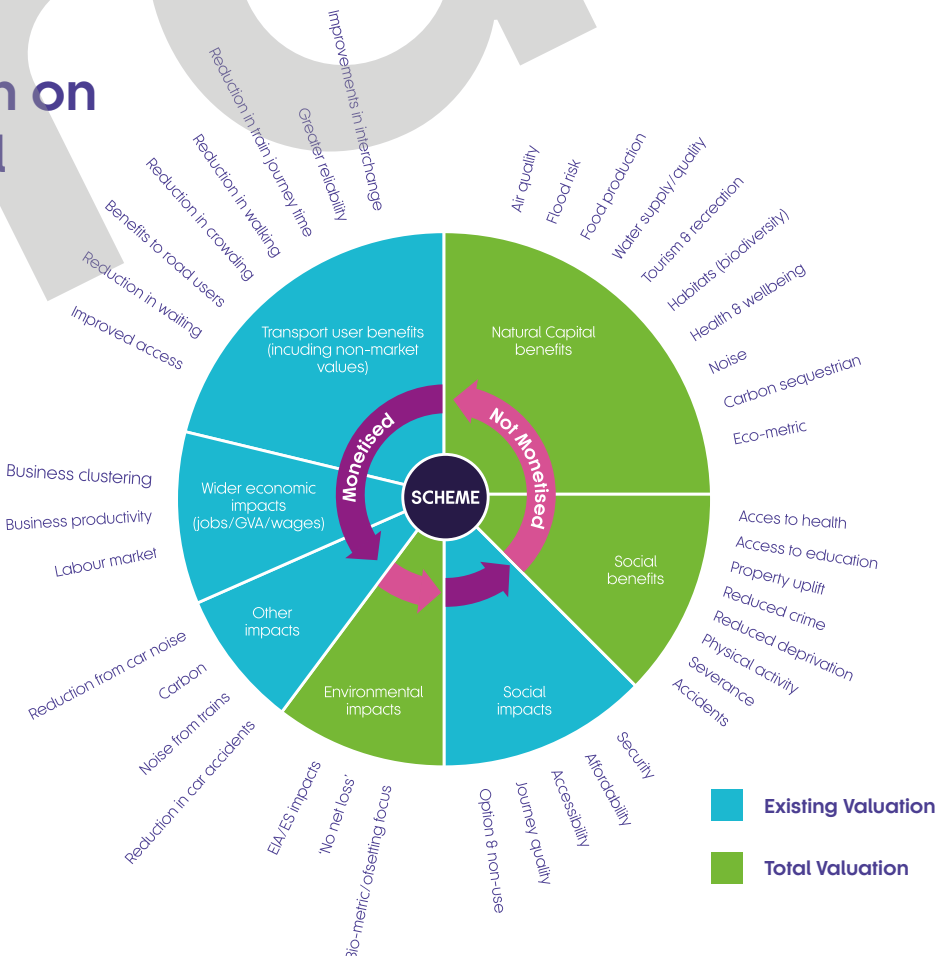 n on
Improvements in interchange
Greater reliability
Reduction in train journey time
Reduction in walking
Reduction in crowding
Benefits to road users
Reduction in waiting
Improved access
Air quality
Flood risk
Food production
Water supply/quality
Tourism & recreation
Habitats (biodiversity)
Health & wellbeing
Noise
Carbon sequestrian
Eco-metric
Transport user benefits
(incuding non-market
values)
Natural Capital
benefits
Monetised
Not Monetised
SCHEME
Business clustering
Business productivity
Labour market
Wider economic
impacts
(jobs/GVA/wages)
Acces to health
Access to education
Property uplift
Reduced crime
Reduced deprivation
Physical activity
Severance
Accidents
Social
benefits
Other
impacts
Reduction from car noise
Carbon
Noise from trains
Reduction in car accidents
Environmental
impacts
Social
impacts
EIA/ES impacts
'No net loss'
Bio-metric/ofsetting focus
Option & non-use
Journey quality
Accessibility
Affordability
Security
Existing Valuation
Total Valuation